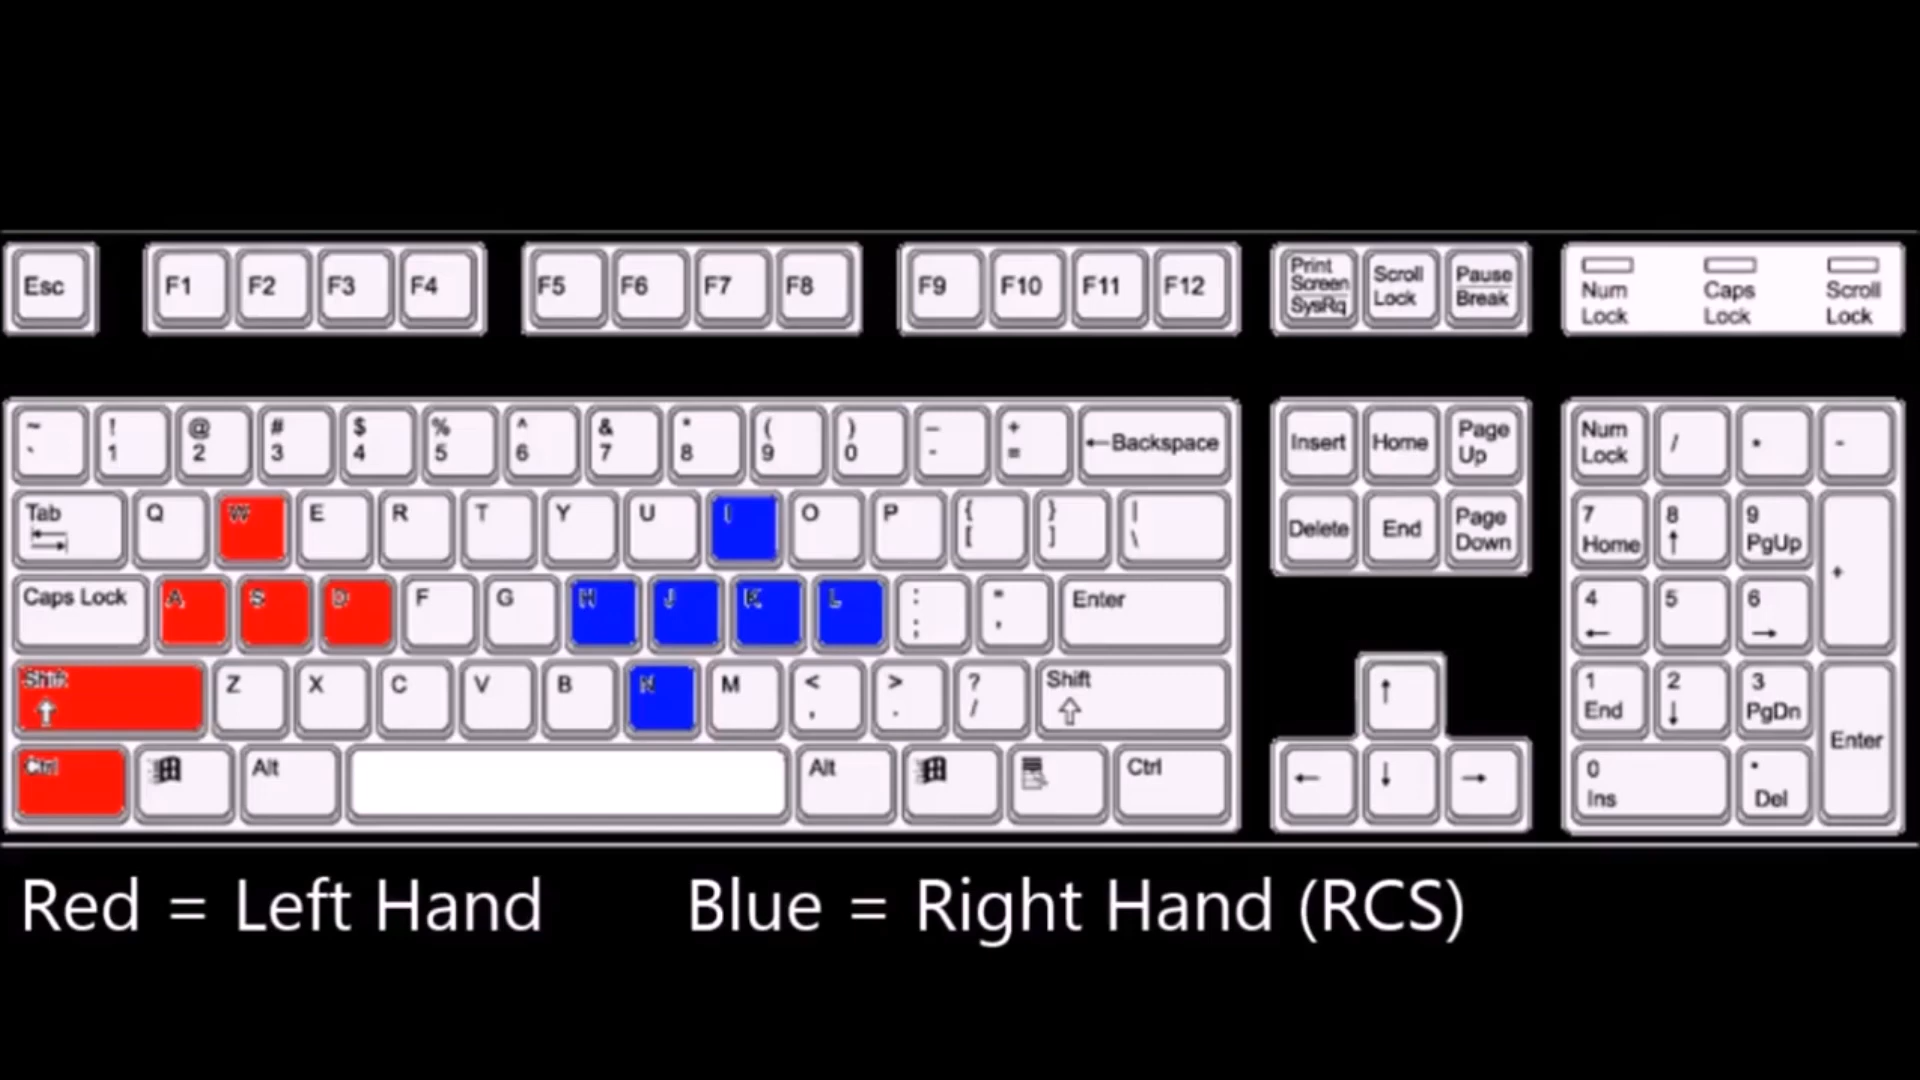 Esc F1 F2 F3 F4 F5 F6 F7 F8 F9 F10 F11 F12 Print Screen SysRq Scroll Lock Pause Break Num Lock Caps Lock Scroll Lock
~ ` ! 1 @ 2 # 3 $ 4 % 5 ^ 6 & 7 * 8 ( 9 ) 0 _ - + = ←Backspace Insert Home Page Up Num Lock / * -
Tab Q W E R T Y U I O P { [ } ] | \ Delete End Page Down 7 Home 8 ↑ 9 PgUp +
Caps Lock A S D F G H J K L : ; " ' Enter 4 ← 5 6 →
Shift Z X C V B N M < , > . ? / Shift ↑ 1 End 2 ↓ 3 PgDn Enter
Ctrl Alt Alt Ctrl ← ↓ → 0 Ins . Del
Red = Left Hand Blue = Right Hand (RCS)